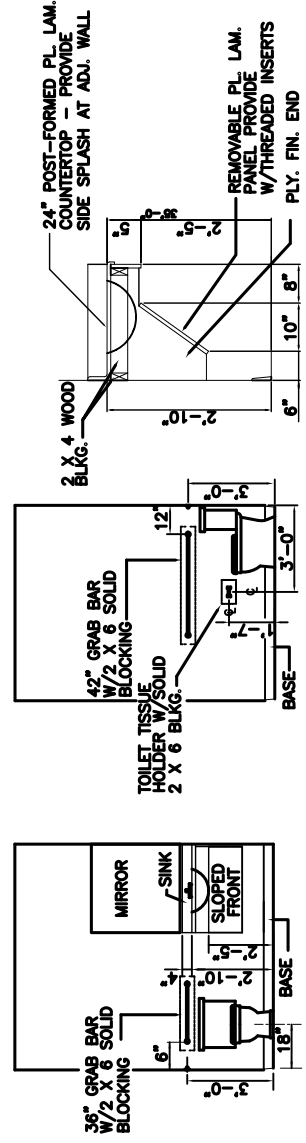 36" GRAB BAR
W/2 X 6 SOLID
BLOCKING
6"
MIRROR
SINK
SLOPED
FRONT
4"
2'-10"
2'-5"
3'-0"
18"
BASE
42" GRAB BAR
W/2 X 6 SOLID
BLOCKING
12"
TOILET TISSUE
HOLDER W/SOLID
2 X 6 BLKG.
1'-7"
3'-0"
3'-0"
BASE
2 X 4 WOOD
BLKG.
24" POST-FORMED PL. LAM.
COUNTERTOP - PROVIDE
SIDE SPLASH AT ADJ. WALL
5"
2'-5"
2'-10"
6"
10"
8"
REMOVABLE PL. LAM.
PANEL PROVIDE
W/THREADED INSERTS
PLY. FIN. END